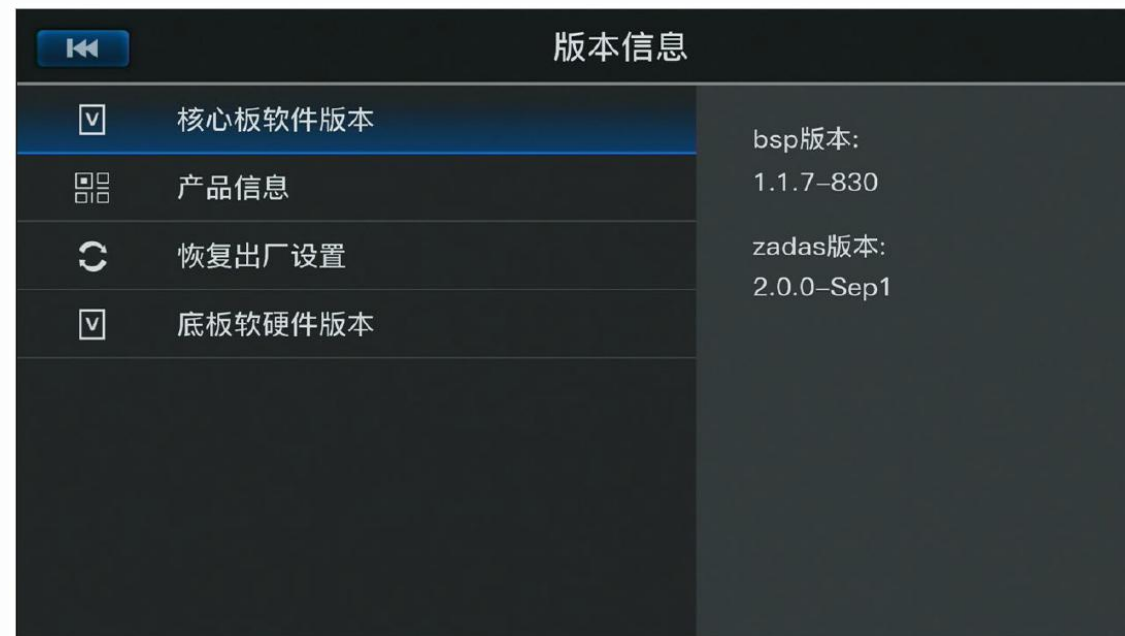 版本信息
核心板软件版本
产品信息
恢复出厂设置
底板软硬件版本
bsp版本:
1.1.7–830
zadas版本:
2.0.0–Sep1